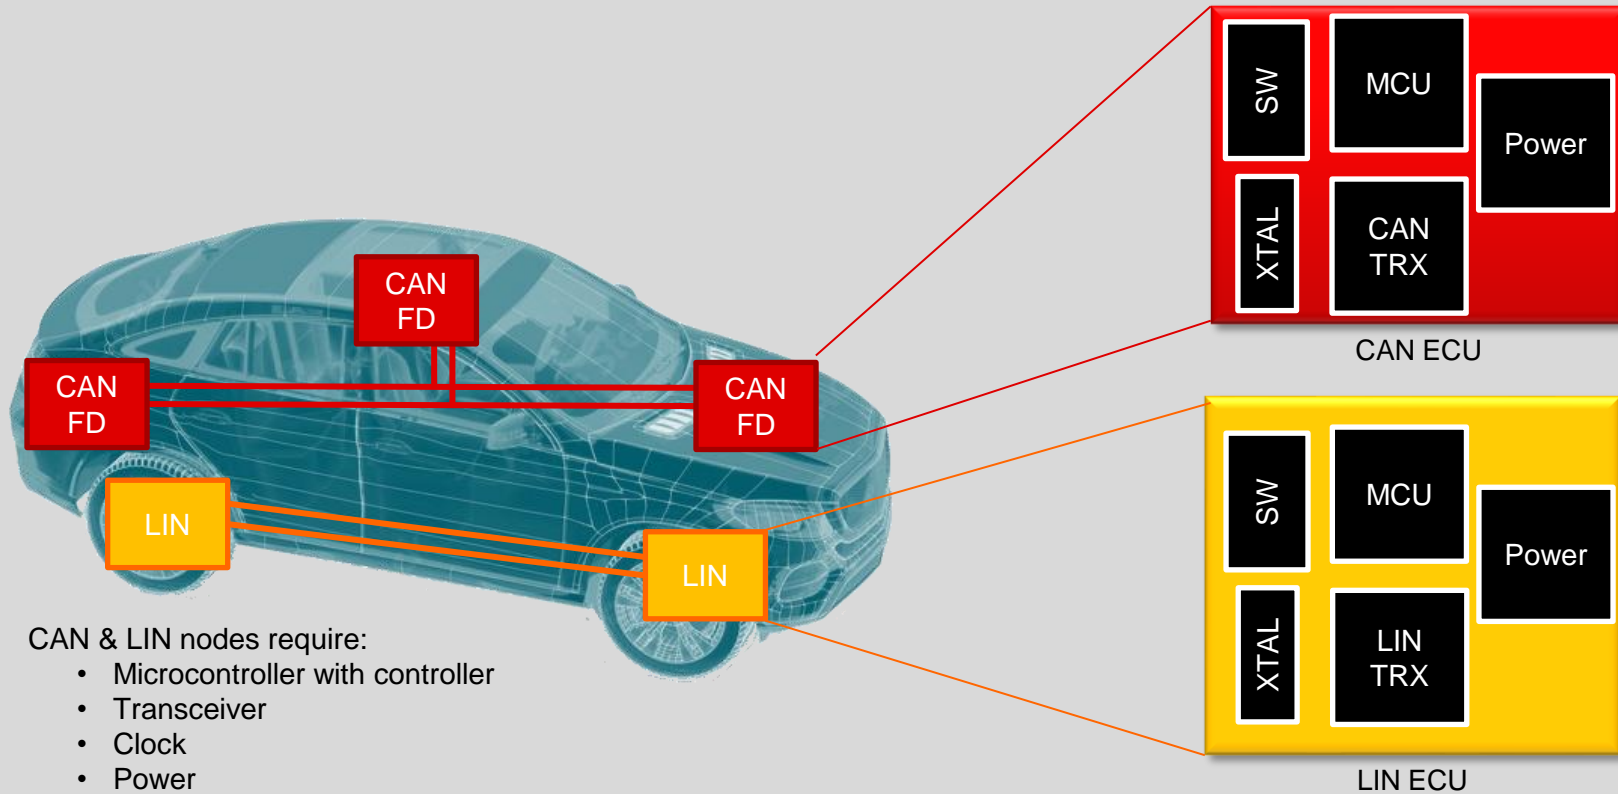 CAN
FD
CAN
FD
CAN
FD
LIN
LIN
CAN & LIN nodes require:
• Microcontroller with controller
• Transceiver
• Clock
• Power
SW
MCU
Power
XTAL
CAN
TRX
CAN ECU
SW
MCU
Power
XTAL
LIN
TRX
LIN ECU